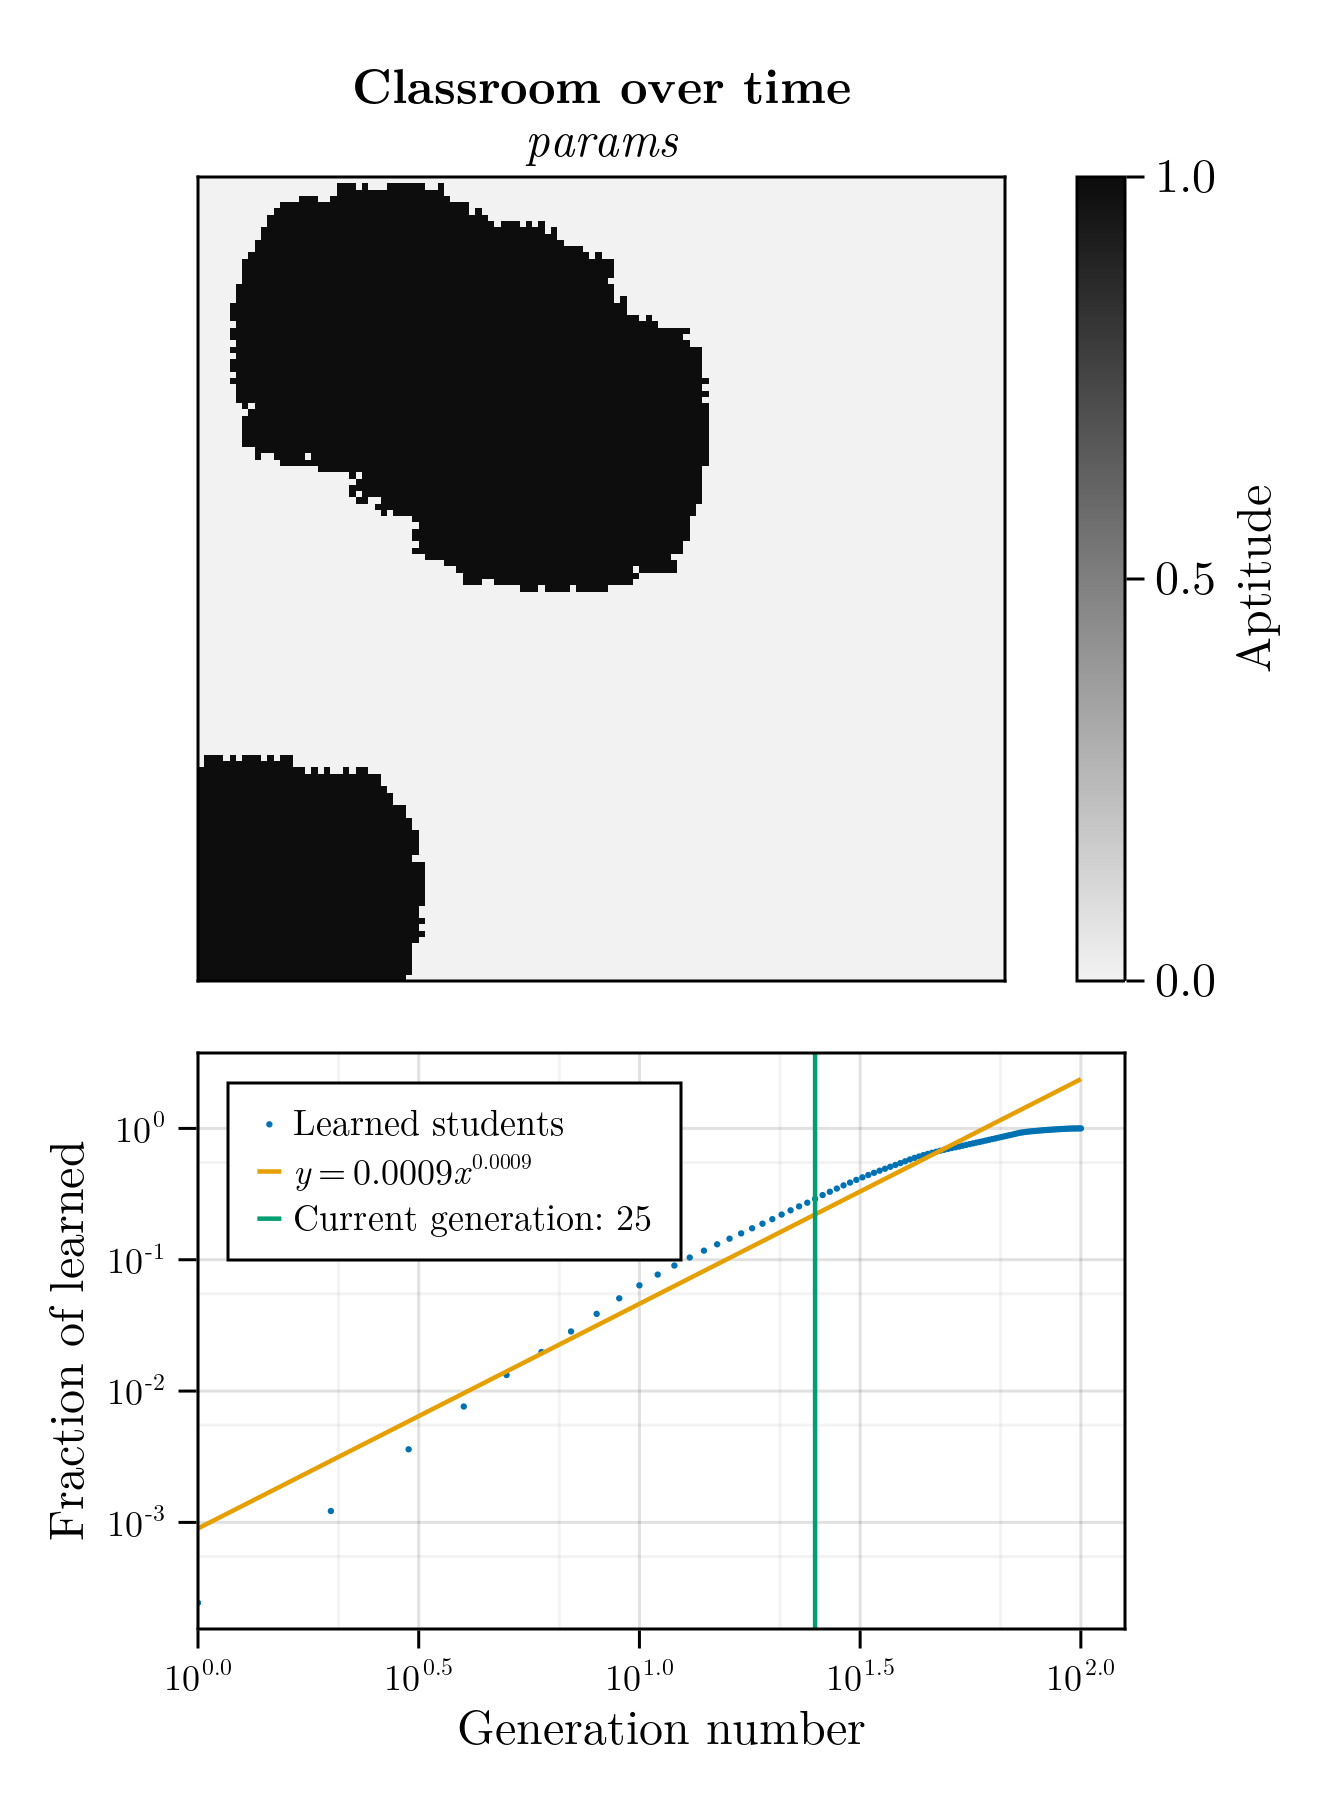 Classroom over time
params
1.0
0.5
0.0
Aptitude
Learned students
y = 0.0009x^0.0009
Current generation: 25
10^0
10^-1
10^-2
10^-3
Fraction of learned
10^0.0 10^0.5 10^1.0 10^1.5 10^2.0
Generation number